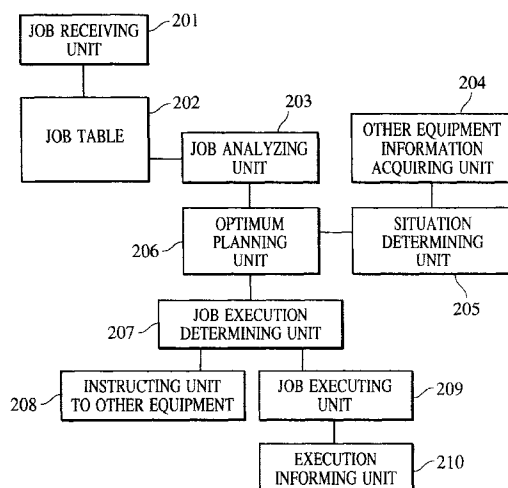 JOB RECEIVING
UNIT
201
JOB TABLE
202
JOB ANALYZING
UNIT
203
OTHER EQUIPMENT
INFORMATION
ACQUIRING UNIT
204
OPTIMUM
PLANNING
UNIT
206
SITUATION
DETERMINING
UNIT
205
JOB EXECUTION
DETERMINING UNIT
207
INSTRUCTING UNIT
TO OTHER EQUIPMENT
208
JOB EXECUTING
UNIT
209
EXECUTION
INFORMING UNIT
210